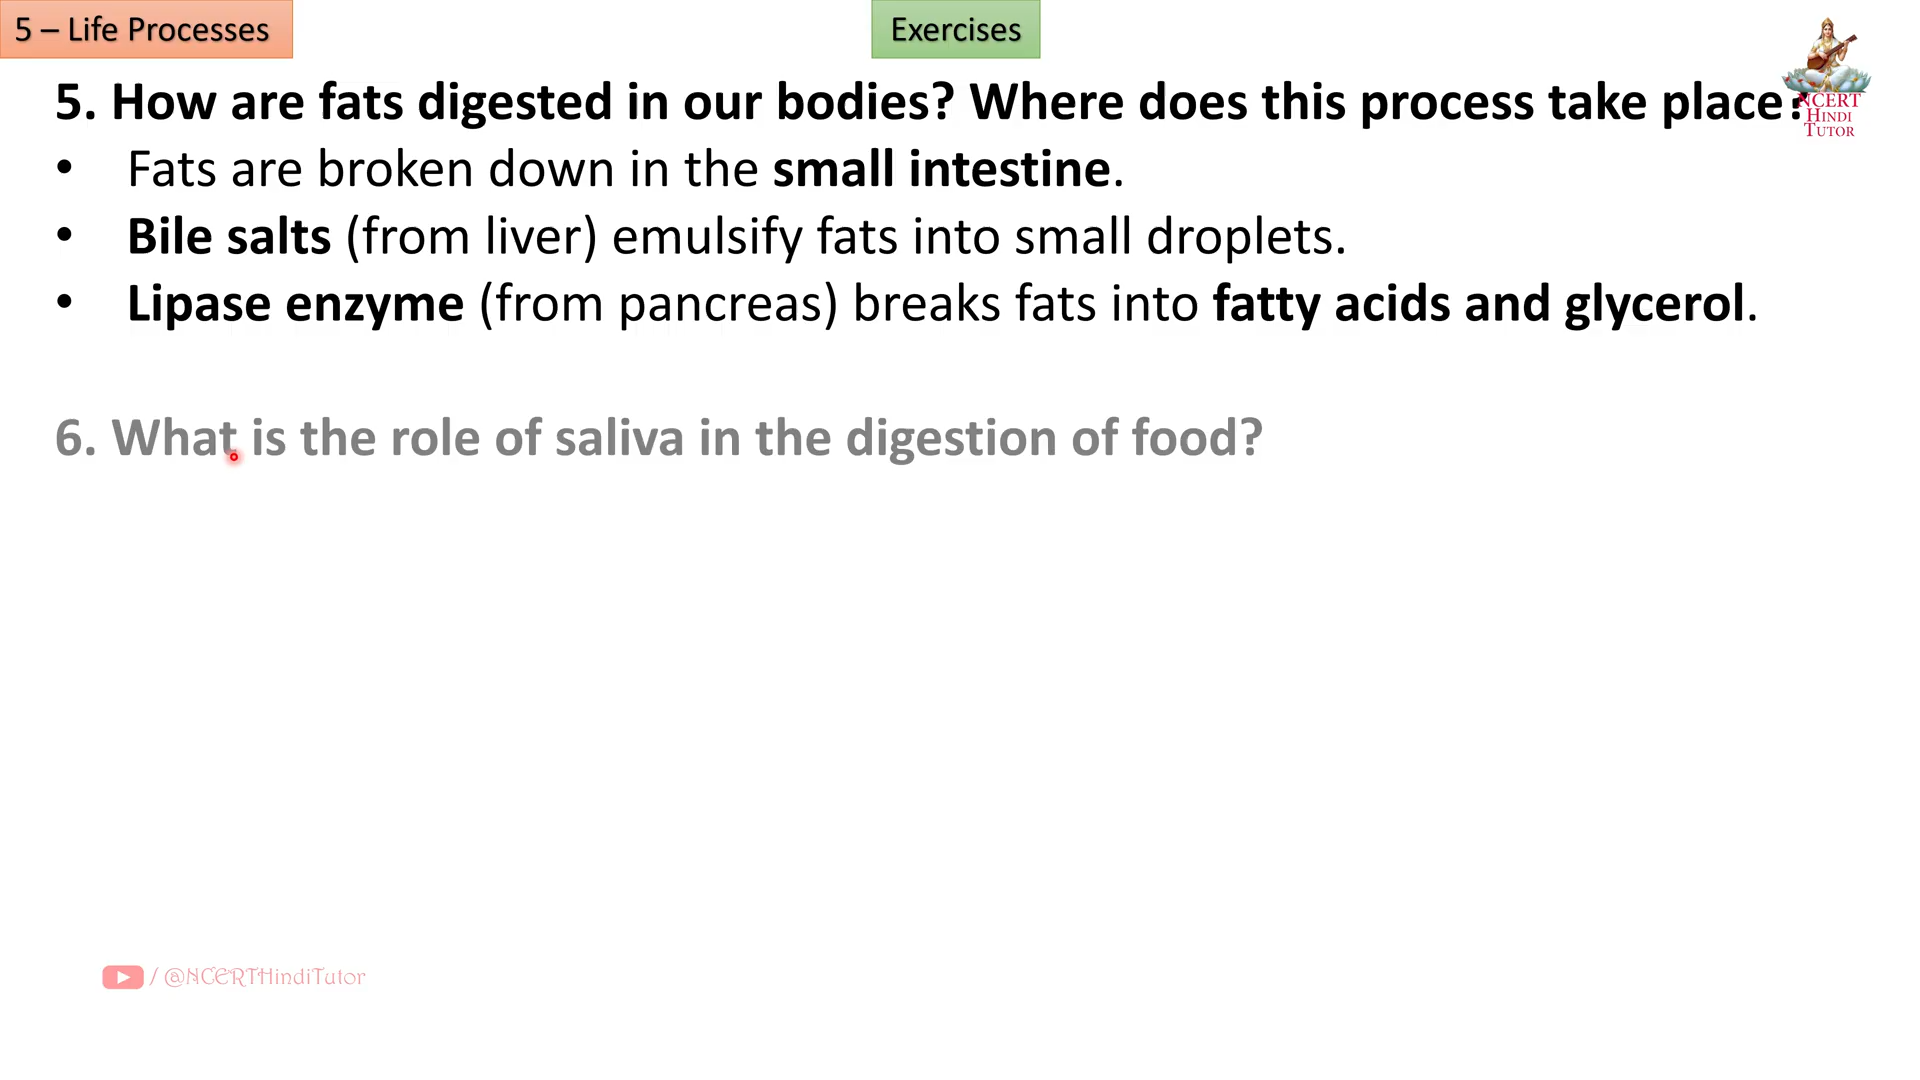 5 – Life Processes
Exercises
NCERT
HINDI
TUTOR
5. How are fats digested in our bodies? Where does this process take place?
• Fats are broken down in the small intestine.
• Bile salts (from liver) emulsify fats into small droplets.
• Lipase enzyme (from pancreas) breaks fats into fatty acids and glycerol.
6. What is the role of saliva in the digestion of food?
/ @NCERTHindiTutor